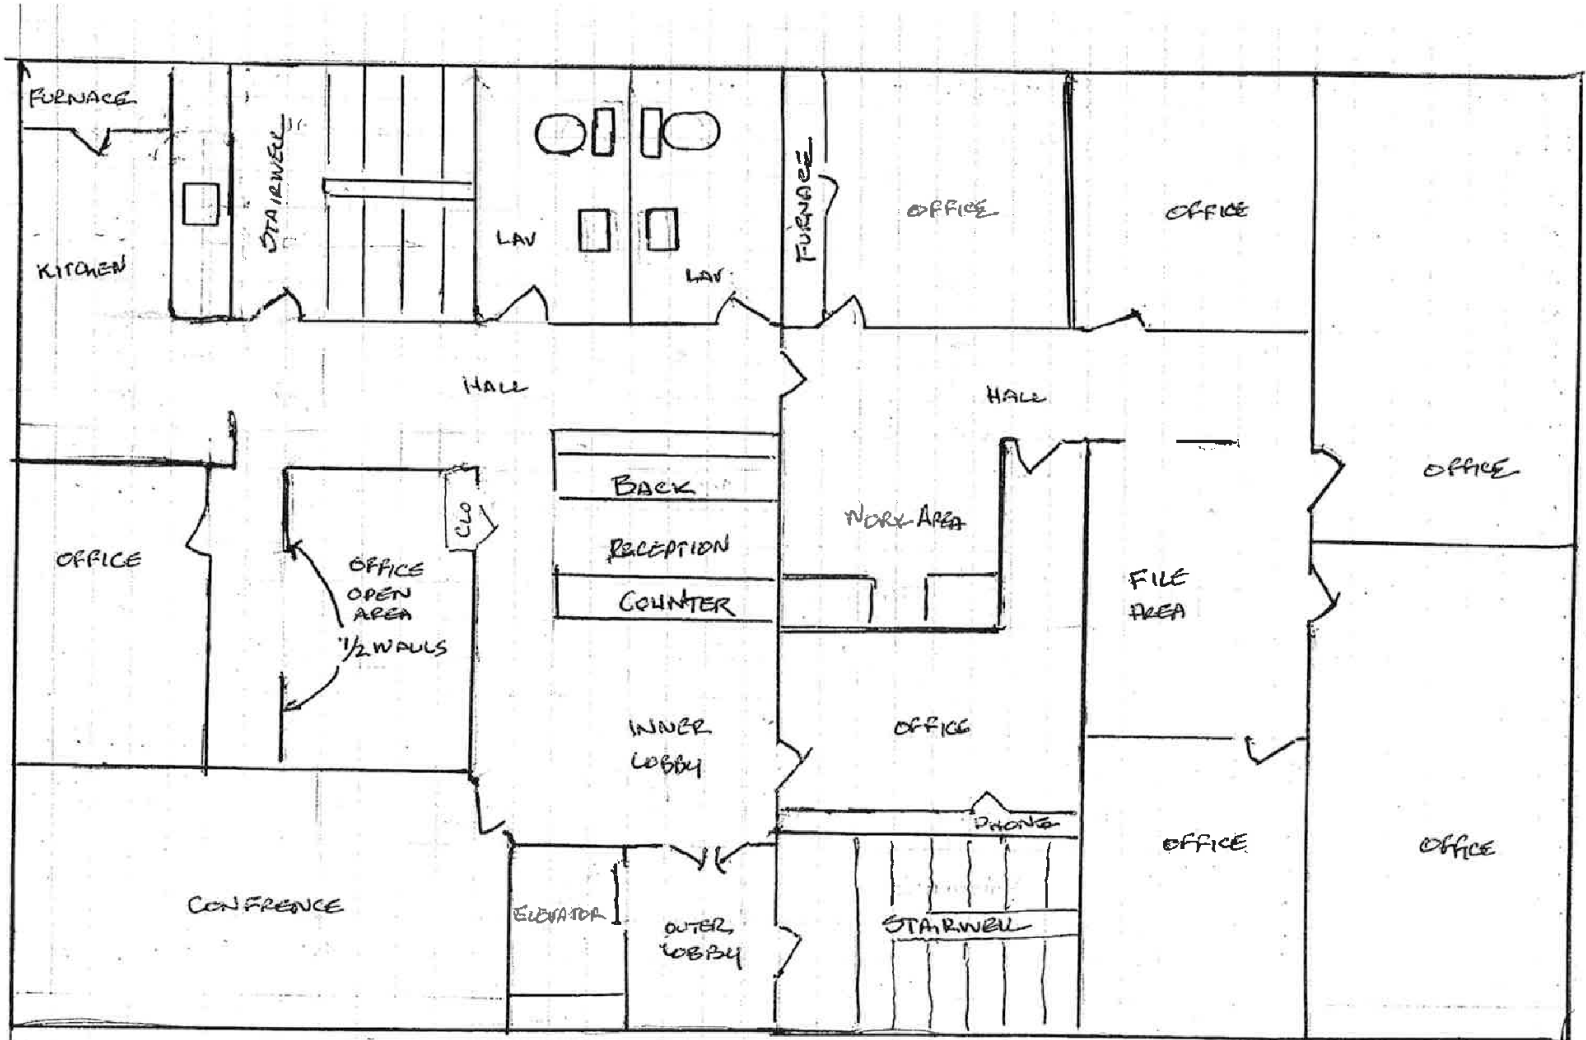 FURNACE
STAIRWELL
KITCHEN
LAV
LAV.
FURNACE
OFFICE
OFFICE
HALL
HALL
OFFICE
BACK
CLO
OFFICE
OFFICE
OPEN
AREA
1/2 WALLS
RECEPTION
WORK AREA
COUNTER
FILE
AREA
INNER
LOBBY
OFFICE
PHONE
OFFICE
OFFICE
CONFRENCE
ELEVATOR
OUTER
LOBBY
STAIRWELL